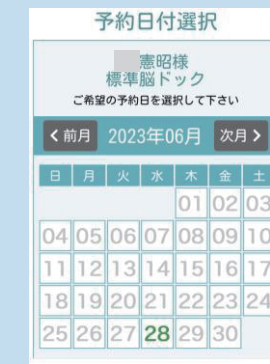 予約日付選択
憲昭様
標準脳ドック
ご希望の予約日を選択して下さい
< 前月 2023年06月 次月 >
日 月 火 水 木 金 土
01 02 03
04 05 06 07 08 09 10
11 12 13 14 15 16 17
18 19 20 21 22 23 24
25 26 27 28 29 30